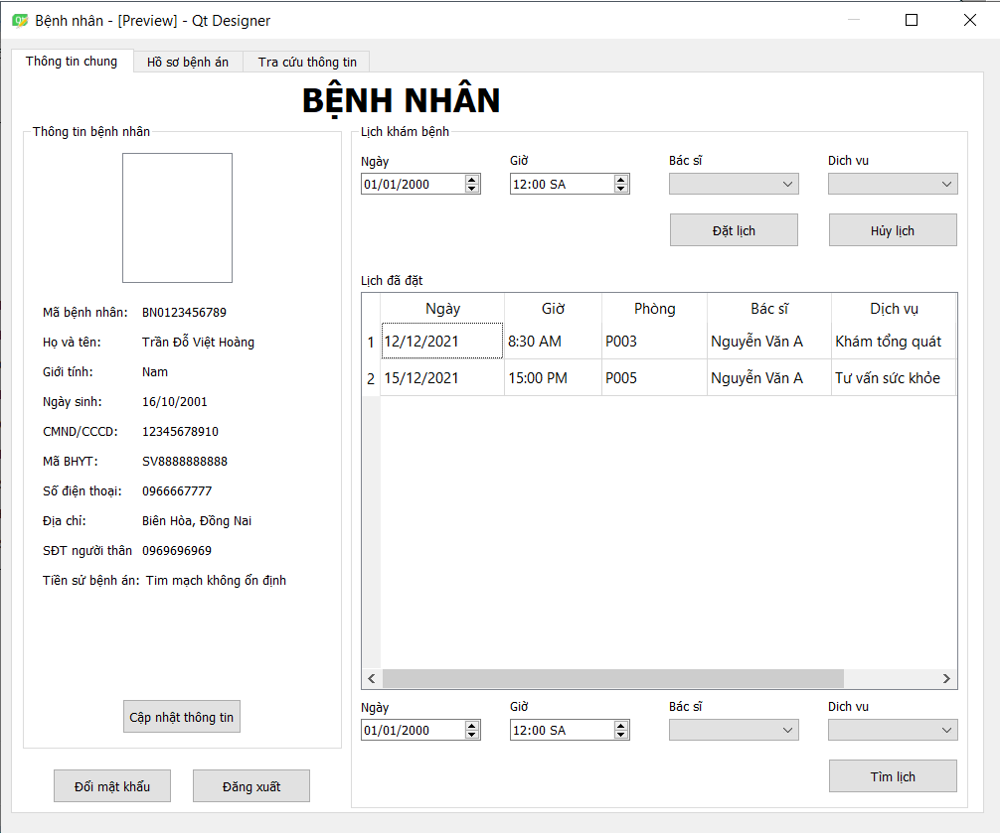 Bệnh nhân - [Preview] - Qt Designer
Thông tin chung Hồ sơ bệnh án Tra cứu thông tin
BỆNH NHÂN
Thông tin bệnh nhân
Mã bệnh nhân: BN0123456789
Họ và tên: Trần Đỗ Việt Hoàng
Giới tính: Nam
Ngày sinh: 16/10/2001
CMND/CCCD: 12345678910
Mã BHYT: SV8888888888
Số điện thoại: 0966667777
Địa chỉ: Biên Hòa, Đồng Nai
SĐT người thân 0969696969
Tiền sử bệnh án: Tim mạch không ổn định
Cập nhật thông tin
Đổi mật khẩu Đăng xuất
Lịch khám bệnh
Ngày Giờ Bác sĩ Dich vu
01/01/2000 12:00 SA
Đặt lịch Hủy lịch
Lịch đã đặt
Ngày Giờ Phòng Bác sĩ Dịch vụ
1 12/12/2021 8:30 AM P003 Nguyễn Văn A Khám tổng quát
2 15/12/2021 15:00 PM P005 Nguyễn Văn A Tư vấn sức khỏe
Ngày Giờ Bác sĩ Dich vu
01/01/2000 12:00 SA
Tìm lịch